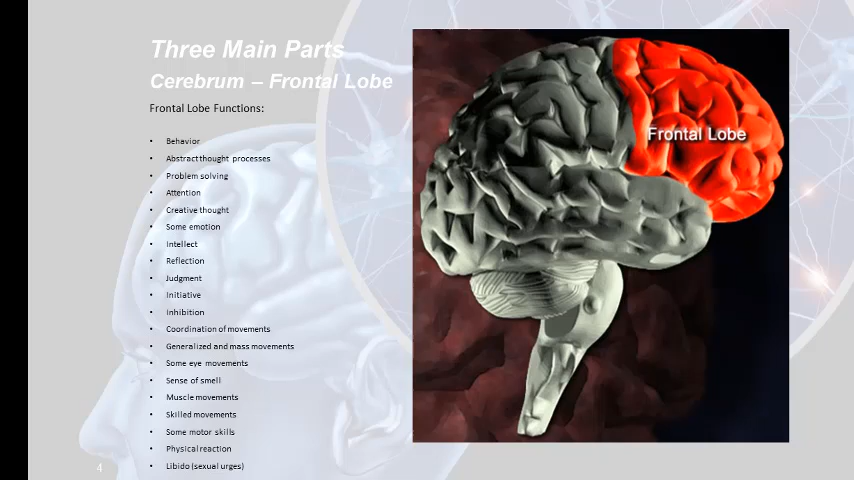 Three Main Parts
Cerebrum – Frontal Lobe
Frontal Lobe Functions:
• Behavior
• Abstract thought processes
• Problem solving
• Attention
• Creative thought
• Some emotion
• Intellect
• Reflection
• Judgment
• Initiative
• Inhibition
• Coordination of movements
• Generalized and mass movements
• Some eye movements
• Sense of smell
• Muscle movements
• Skilled movements
• Some motor skills
• Physical reaction
• Libido (sexual urges)
Frontal Lobe
4